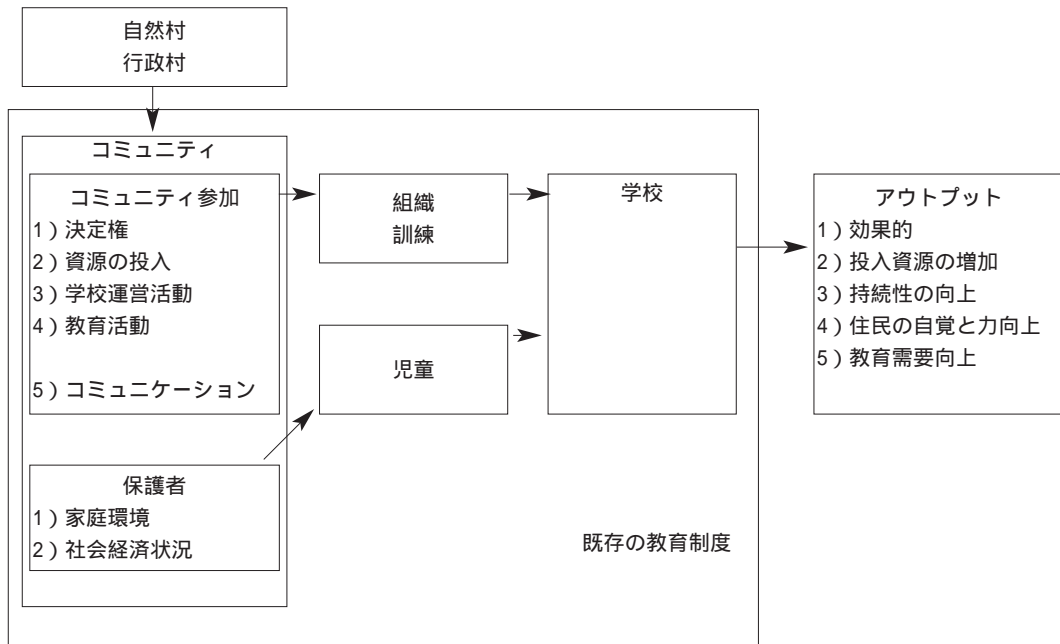 自然村
行政村
コミュニティ
コミュニティ参加
1）決定権
2）資源の投入
3）学校運営活動
4）教育活動
5）コミュニケーション
保護者
1）家庭環境
2）社会経済状況
組織
訓練
児童
学校
既存の教育制度
アウトプット
1）効果的
2）投入資源の増加
3）持続性の向上
4）住民の自覚と力向上
5）教育需要向上